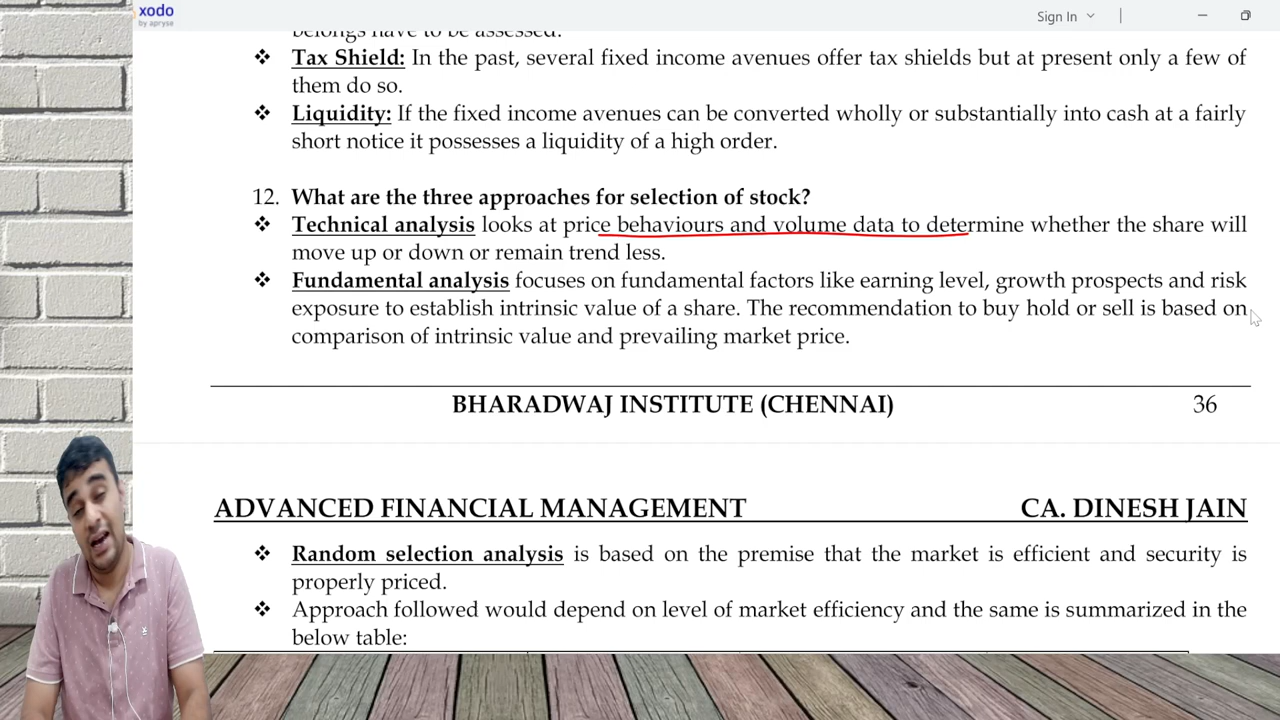 xodo
by apryse
Sign In
belongs have to be assessed.
❖ Tax Shield: In the past, several fixed income avenues offer tax shields but at present only a few of
them do so.
❖ Liquidity: If the fixed income avenues can be converted wholly or substantially into cash at a fairly
short notice it possesses a liquidity of a high order.
12. What are the three approaches for selection of stock?
❖ Technical analysis looks at price behaviours and volume data to determine whether the share will
move up or down or remain trend less.
❖ Fundamental analysis focuses on fundamental factors like earning level, growth prospects and risk
exposure to establish intrinsic value of a share. The recommendation to buy hold or sell is based on
comparison of intrinsic value and prevailing market price.
BHARADWAJ INSTITUTE (CHENNAI) 36
ADVANCED FINANCIAL MANAGEMENT CA. DINESH JAIN
❖ Random selection analysis is based on the premise that the market is efficient and security is
properly priced.
❖ Approach followed would depend on level of market efficiency and the same is summarized in the
below table: